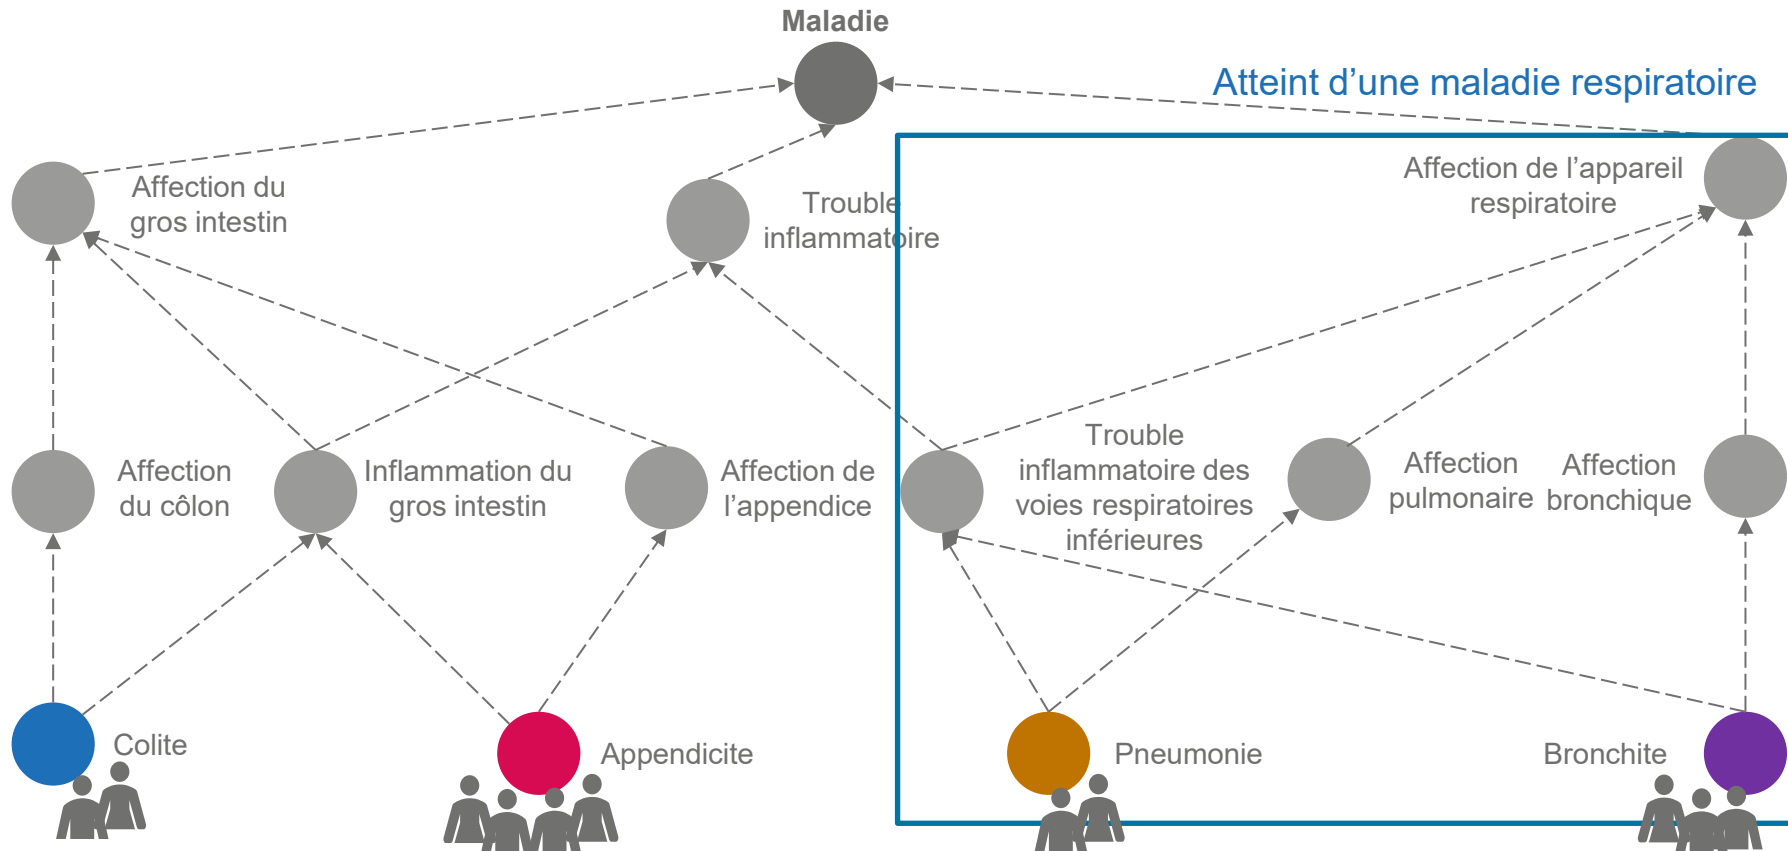 Maladie
Atteint d’une maladie respiratoire
Affection du
gros intestin
Trouble
inflammatoire
Affection de l’appareil
respiratoire
Affection
du côlon
Inflammation du
gros intestin
Affection de
l’appendice
Trouble
inflammatoire des
voies respiratoires
inférieures
Affection
pulmonaire
Affection
bronchique
Colite
Appendicite
Pneumonie
Bronchite